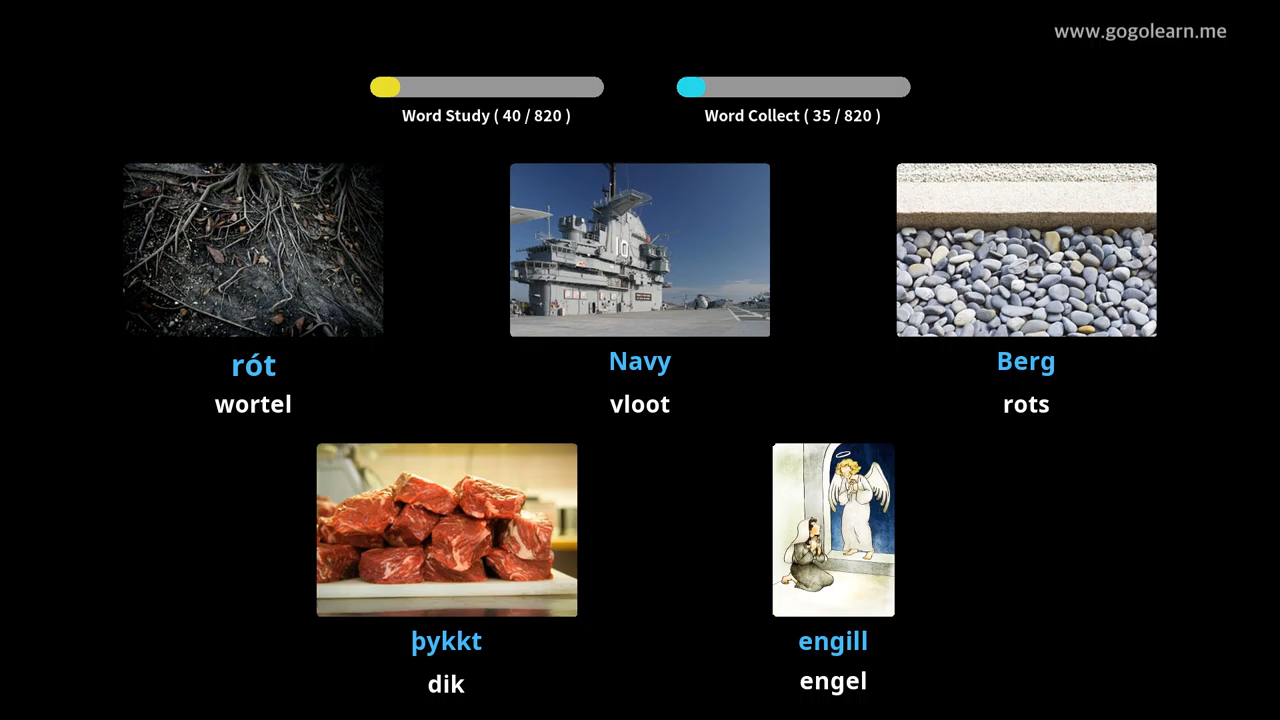 www.gogolearn.me
Word Study ( 40 / 820 )
Word Collect ( 35 / 820 )
rót
Navy
Berg
wortel
vloot
rots
þykkt
engill
dik
engel